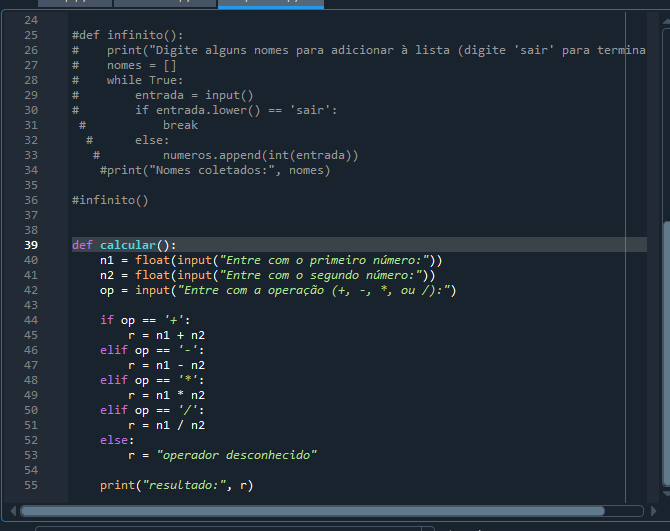 24
25 #def infinito():
26 #    print("Digite alguns nomes para adicionar à lista (digite 'sair' para
27 #    nomes = []
28 #    while True:
29 #        entrada = input()
30 #        if entrada.lower() == 'sair':
31  #           break
32   #      else:
33    #         numeros.append(int(entrada))
34     #print("Nomes coletados:", nomes)
35
36 #infinito()
37
38
39 def calcular():
40     n1 = float(input("Entre com o primeiro número:"))
41     n2 = float(input("Entre com o segundo número:"))
42     op = input("Entre com a operação (+, -, *, ou /):")
43
44     if op == '+':
45         r = n1 + n2
46     elif op == '-':
47         r = n1 - n2
48     elif op == '*':
49         r = n1 * n2
50     elif op == '/':
51         r = n1 / n2
52     else:
53         r = "operador desconhecido"
54
55     print("resultado:", r)